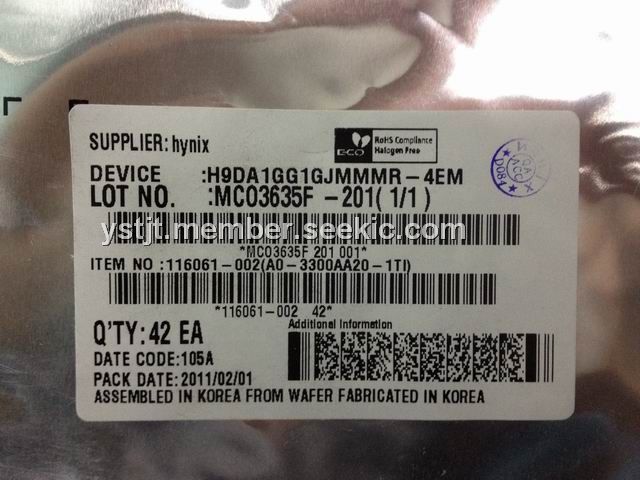 SUPPLIER: hynix
E-CO RoHS Compliance
Halogen Free
DEVICE :H9DA1GG1GJMMMR-4EM
LOT NO. :MC03635F -201( 1/1 )
ystjt.member.seekic.com
*MC03635F 201 001*
ITEM NO :116061-002(A0-3300AA20-1TI)
*116061-002 42*
Q'TY: 42 EA
Additional Information
DATE CODE:105A
PACK DATE: 2011/02/01
ASSEMBLED IN KOREA FROM WAFER FABRICATED IN KOREA